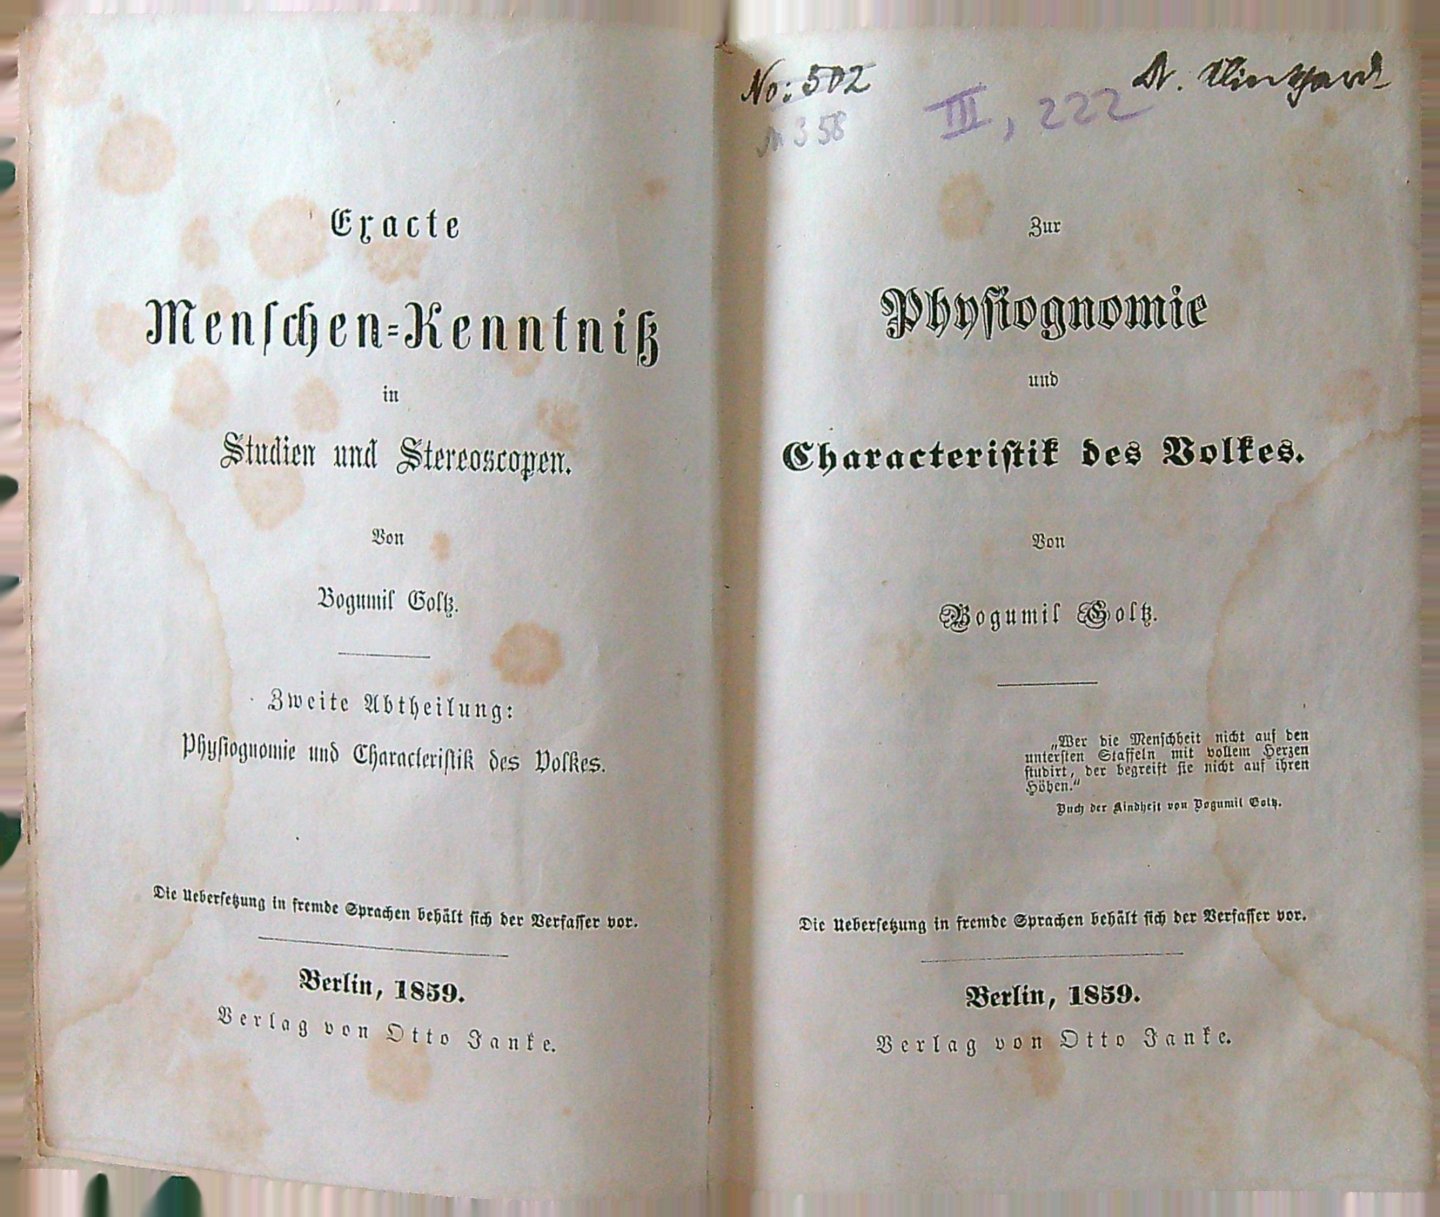 Exacte
Menschen-Kenntniß
in
Studien und Stereoscopen.
Von
Bogumil Goltz.
Zweite Abtheilung:
Physiognomie und Characteristik des Volkes.
Die Uebersetzung in fremde Sprachen behält sich der Verfasser vor.
Berlin, 1859.
Verlag von Otto Janke.
No: 502
358
III, 222
Zur
Physiognomie
und
Characteristik des Volkes.
Von
Bogumil Goltz.
„Wer die Menschheit nicht auf den
untersten Staffeln mit vollem Herzen
studirt, der begreift sie nicht auf ihren
Höhen.“
Buch der Kindheit von Bogumil Goltz.
Die Uebersetzung in fremde Sprachen behält sich der Verfasser vor.
Berlin, 1859.
Verlag von Otto Janke.